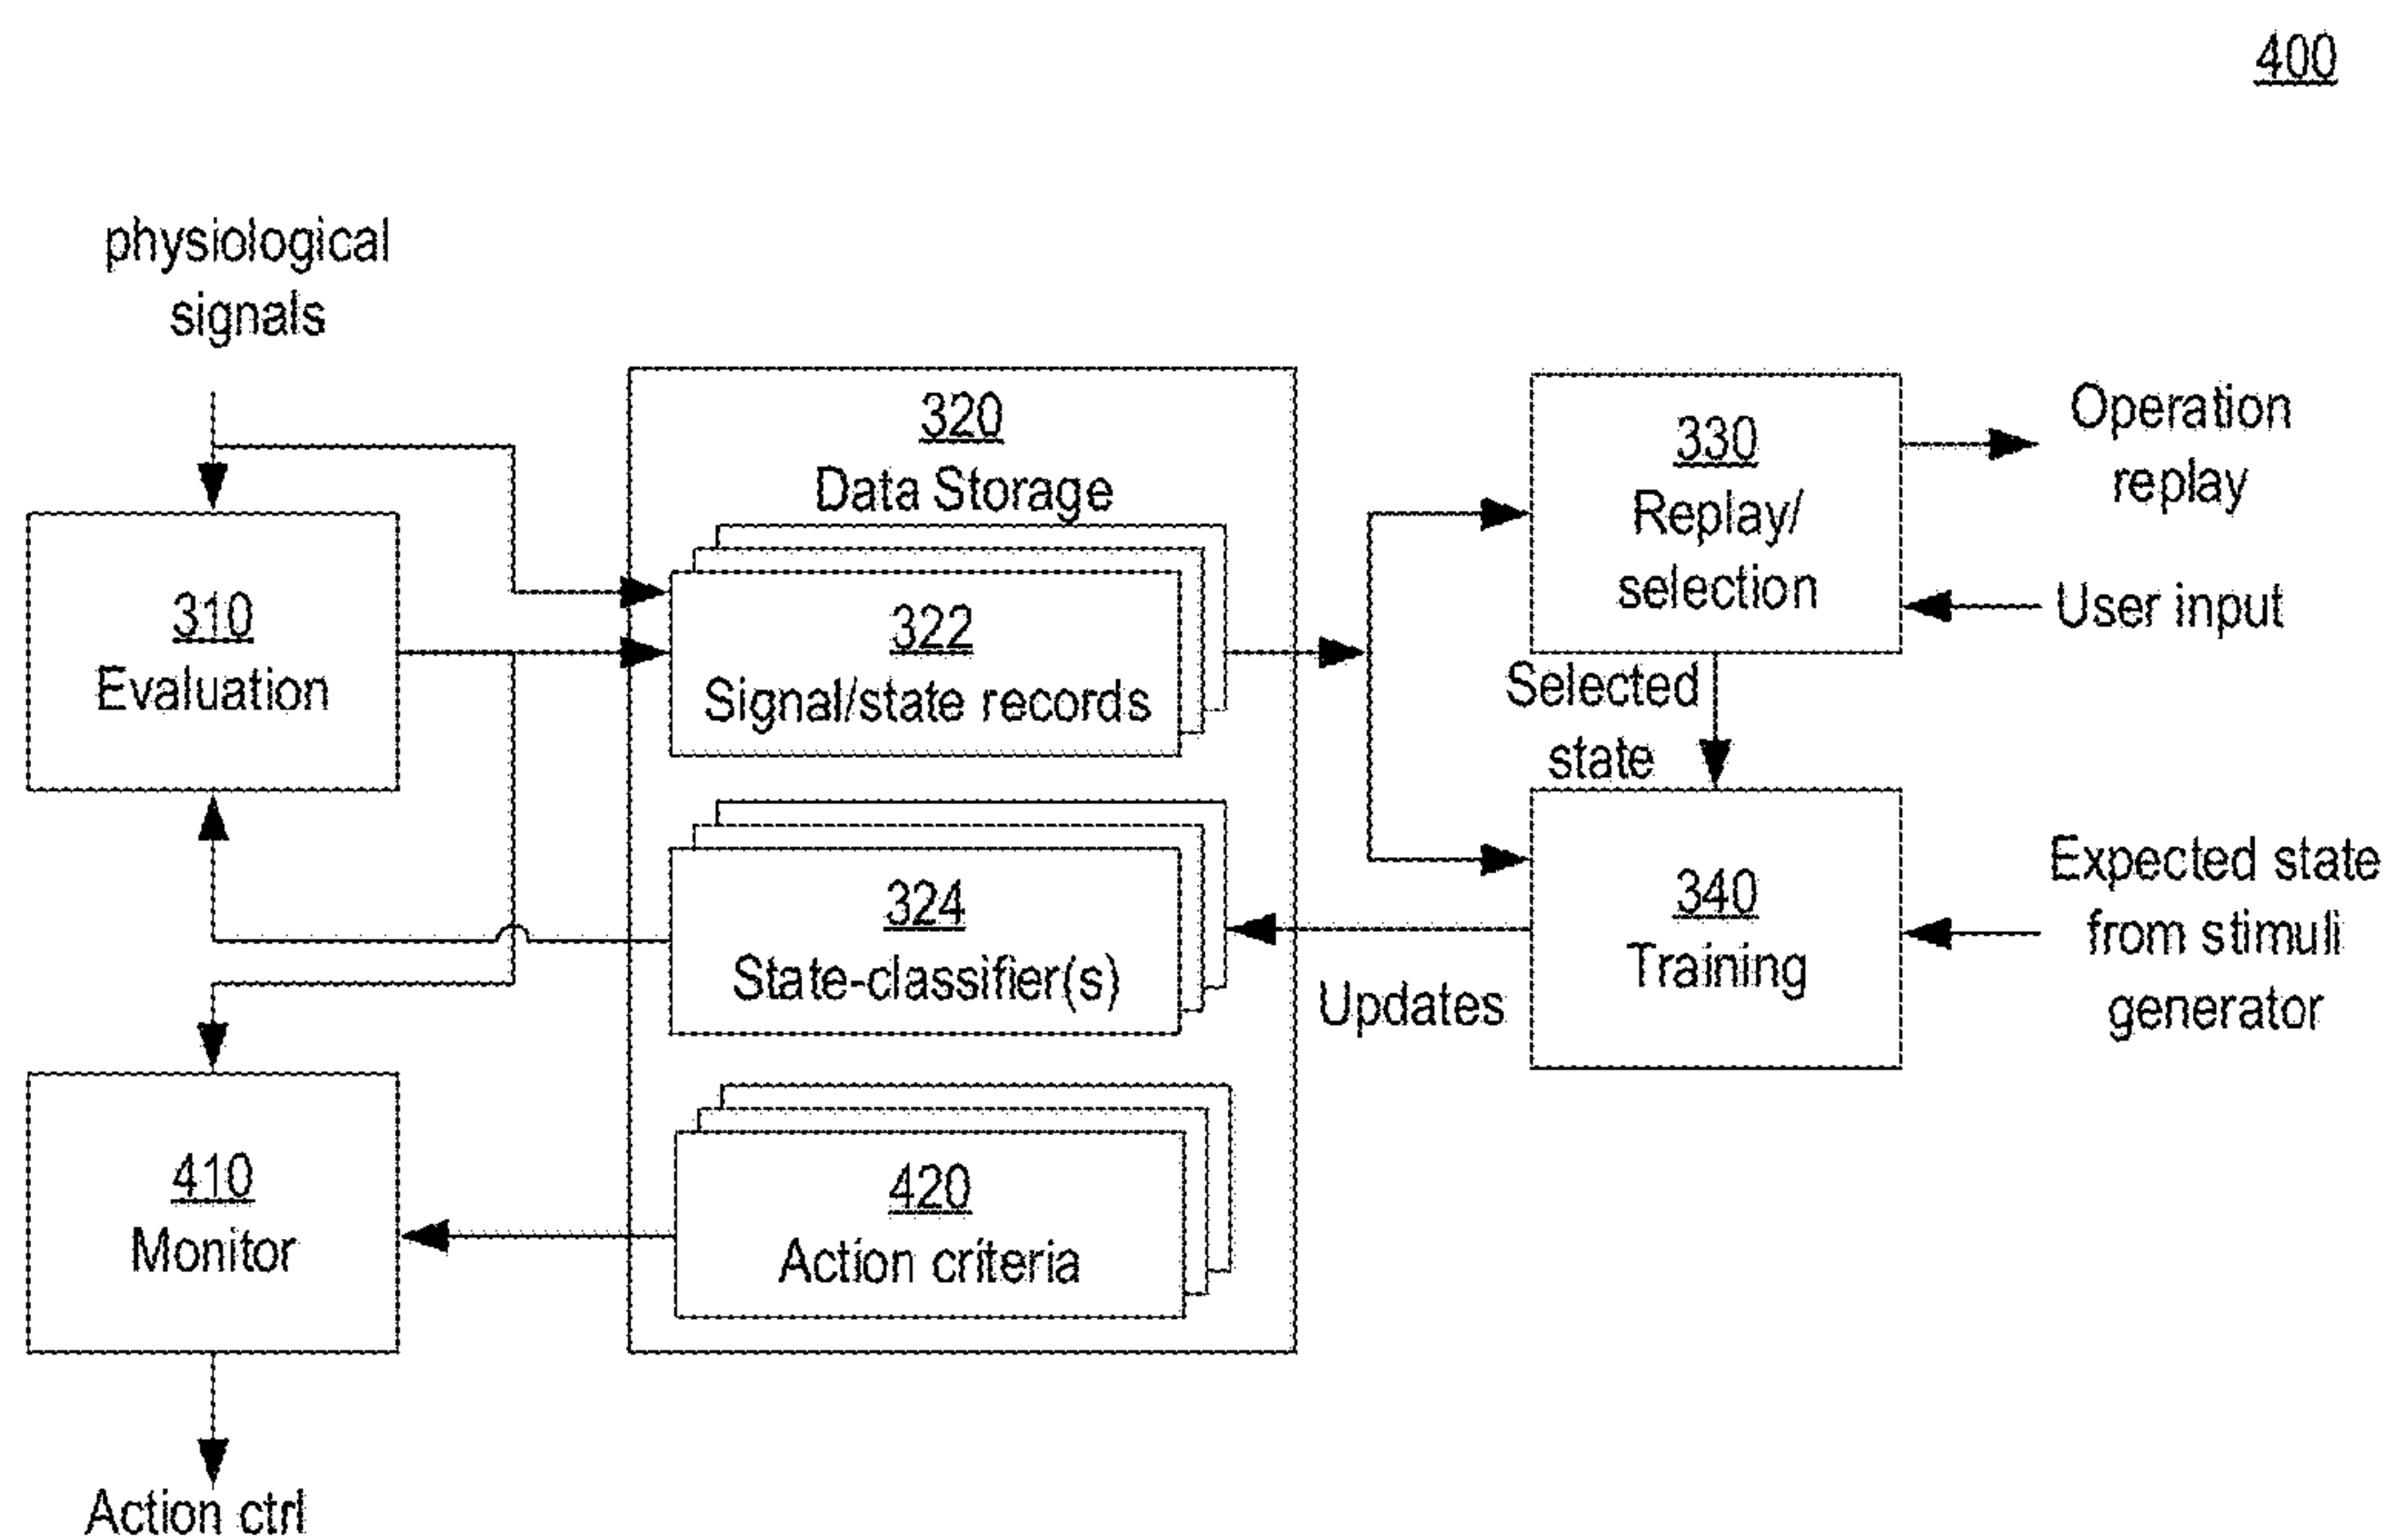 400
physiological
signals
310
Evaluation
320
Data Storage
322
Signal/state records
324
State-classifier(s)
420
Action criteria
410
Monitor
Action ctrl
330
Replay/
selection
Operation
replay
User input
Selected
state
340
Training
Updates
Expected state
from stimuli
generator